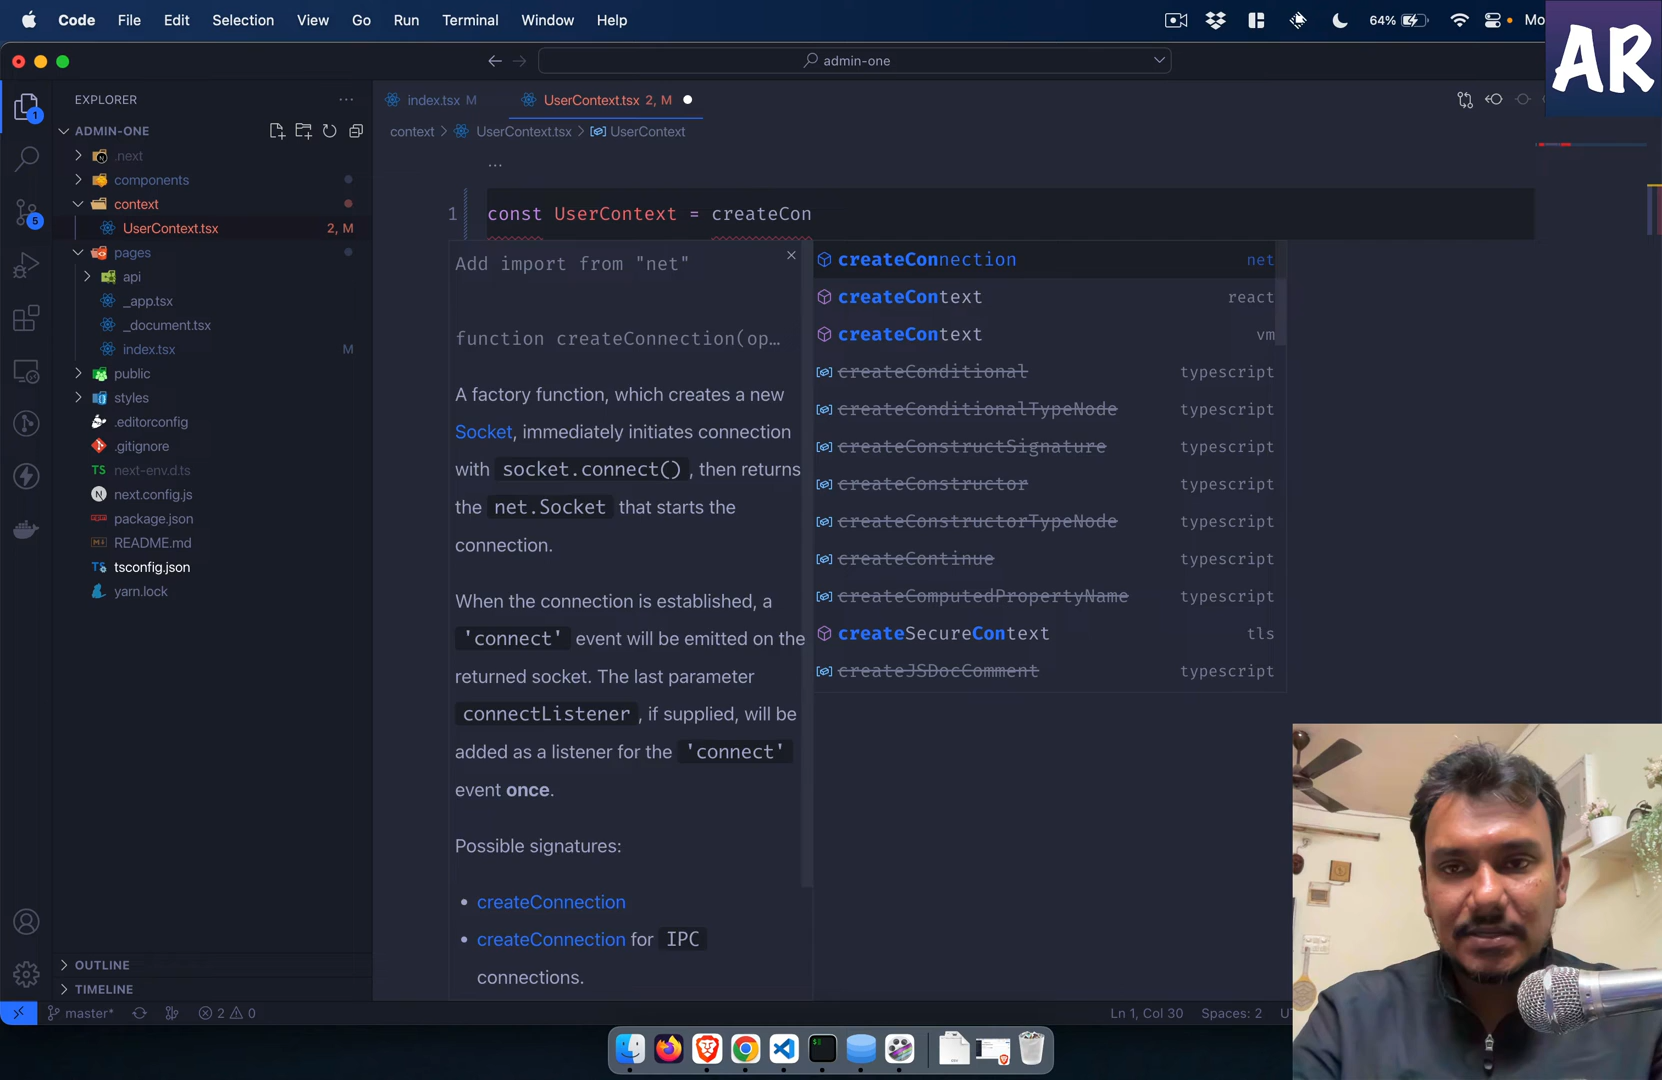 Code File Edit Selection View Go Run Terminal Window Help
64%
Mo
AR
admin-one
EXPLORER
...
index.tsx M
UserContext.tsx 2, M
1
ADMIN-ONE
context > UserContext.tsx > UserContext
.next
...
components
context
1 const UserContext = createCon
UserContext.tsx 2, M
5
pages
Add import from "net"
createConnection net
api
createContext react
_app.tsx
_document.tsx
function createConnection(op...
createContext vm
index.tsx M
public
createConditional typescript
styles
A factory function, which creates a new
createConditionalTypeNode typescript
.editorconfig
Socket, immediately initiates connection
createConstructSignature typescript
.gitignore
next-env.d.ts
with socket.connect() , then returns
createConstructor typescript
next.config.js
the net.Socket that starts the
createConstructorTypeNode typescript
package.json
README.md
connection.
createContinue typescript
tsconfig.json
yarn.lock
When the connection is established, a
createComputedPropertyName typescript
'connect' event will be emitted on the
createSecureContext tls
returned socket. The last parameter
createJSDocComment typescript
connectListener , if supplied, will be
added as a listener for the 'connect'
event once.
Possible signatures:
• createConnection
• createConnection for IPC
connections.
OUTLINE
TIMELINE
master* 2 0
Ln 1, Col 30 Spaces: 2